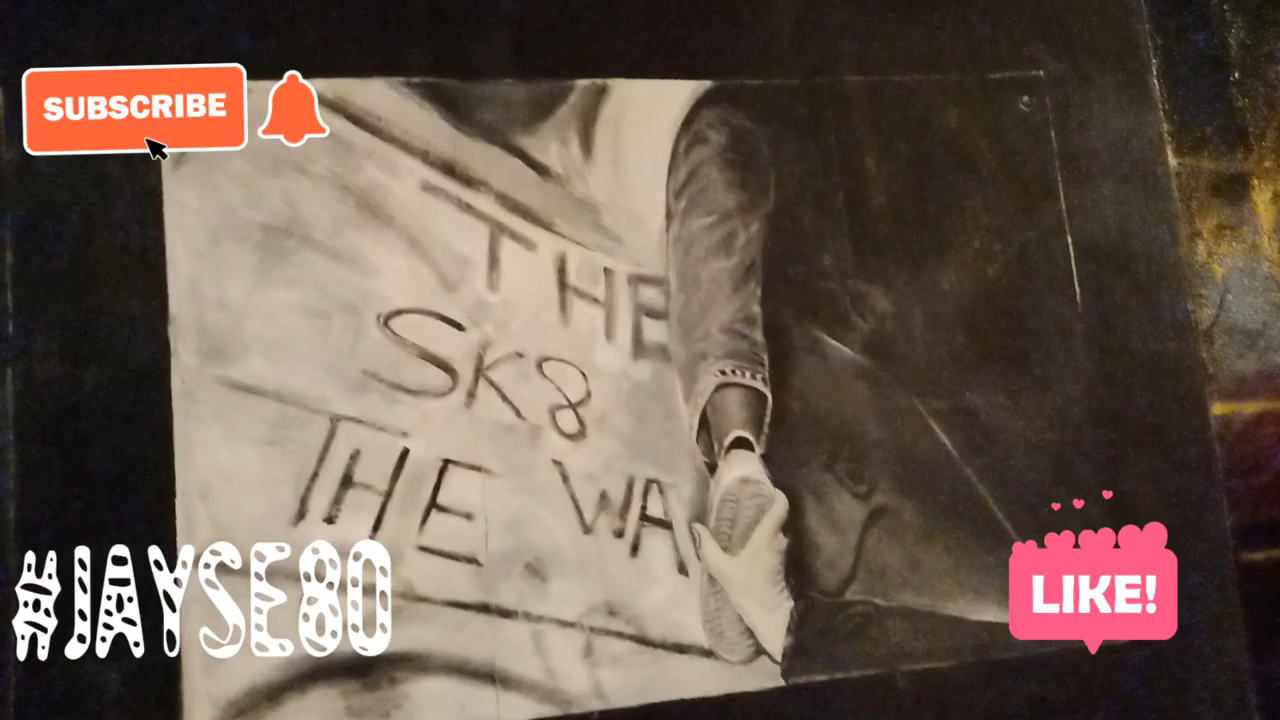 SUBSCRIBE
THE
SK8
THE WA
#JAYSE80
LIKE!